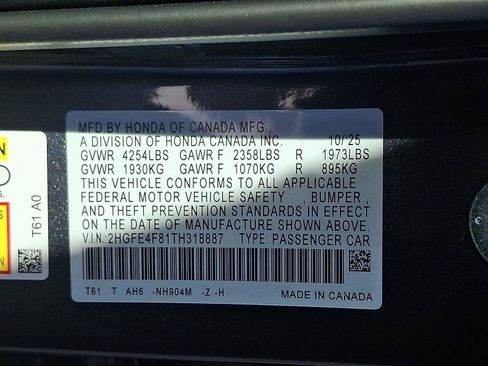 MFD BY HONDA OF CANADA MFG.,
A DIVISION OF HONDA CANADA INC. 10/'25
GVWR 4254LBS GAWR F 2358LBS R 1973LBS
GVWR 1930KG GAWR F 1070KG R 895KG
THIS VEHICLE CONFORMS TO ALL APPLICABLE
FEDERAL MOTOR VEHICLE SAFETY , BUMPER ,
AND THEFT PREVENTION STANDARDS IN EFFECT
ON THE DATE OF MANUFACTURE SHOWN ABOVE.
V.I.N: 2HGFE4F81TH318887 TYPE: PASSENGER CAR
T61 T AH6 -NH904M -Z -H MADE IN CANADA
T61 A0